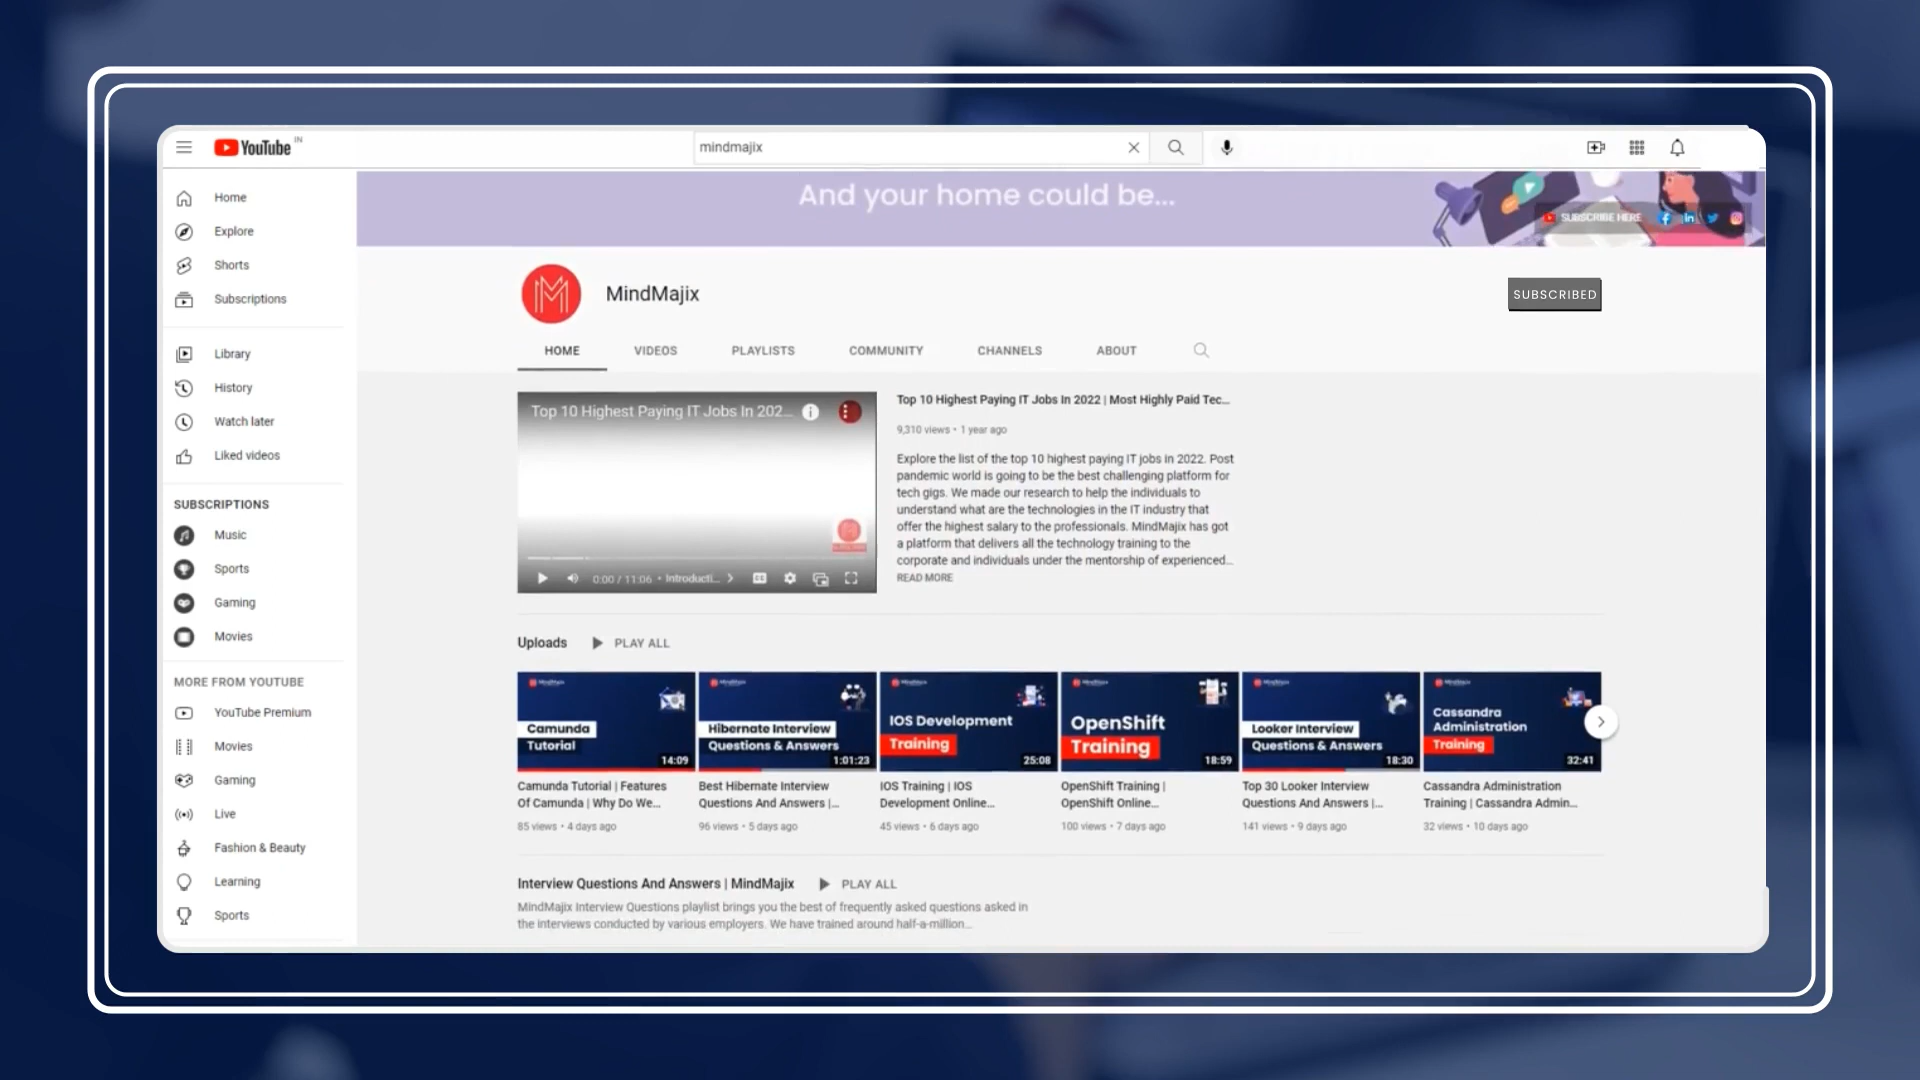 YouTube IN
mindmajix
Home
Explore
Shorts
Subscriptions
Library
History
Watch later
Liked videos
SUBSCRIPTIONS
Music
Sports
Gaming
Movies
MORE FROM YOUTUBE
YouTube Premium
Movies
Gaming
Live
Fashion & Beauty
Learning
Sports
And your home could be...
SUBSCRIBE HERE
MindMajix
SUBSCRIBED
HOME VIDEOS PLAYLISTS COMMUNITY CHANNELS ABOUT
Top 10 Highest Paying IT Jobs In 202...
0:00 / 11:06 • Introducti...
Top 10 Highest Paying IT Jobs In 2022 | Most Highly Paid Tec...
9,310 views • 1 year ago
Explore the list of the top 10 highest paying IT jobs in 2022. Post
pandemic world is going to be the best challenging platform for
tech gigs. We made our research to help the individuals to
understand what are the technologies in the IT industry that
offer the highest salary to the professionals. MindMajix has got
a platform that delivers all the technology training to the
corporate and individuals under the mentorship of experienced...
READ MORE
Uploads PLAY ALL
MindMajix
Camunda
Tutorial
14:09
Camunda Tutorial | Features
Of Camunda | Why Do We...
85 views • 4 days ago
MindMajix
Hibernate Interview
Questions & Answers
1:01:23
Best Hibernate Interview
Questions And Answers |...
96 views • 5 days ago
MindMajix
IOS Development
Training
25:08
IOS Training | IOS
Development Online...
45 views • 6 days ago
MindMajix
OpenShift
Training
18:59
OpenShift Training |
OpenShift Online...
100 views • 7 days ago
MindMajix
Looker Interview
Questions & Answers
18:30
Top 30 Looker Interview
Questions And Answers |...
141 views • 9 days ago
MindMajix
Cassandra
Administration
Training
32:41
Cassandra Administration
Training | Cassandra Admin...
32 views • 10 days ago
Interview Questions And Answers | MindMajix PLAY ALL
MindMajix Interview Questions playlist brings you the best of frequently asked questions asked in
the interviews conducted by various employers. We have trained around half-a-million...